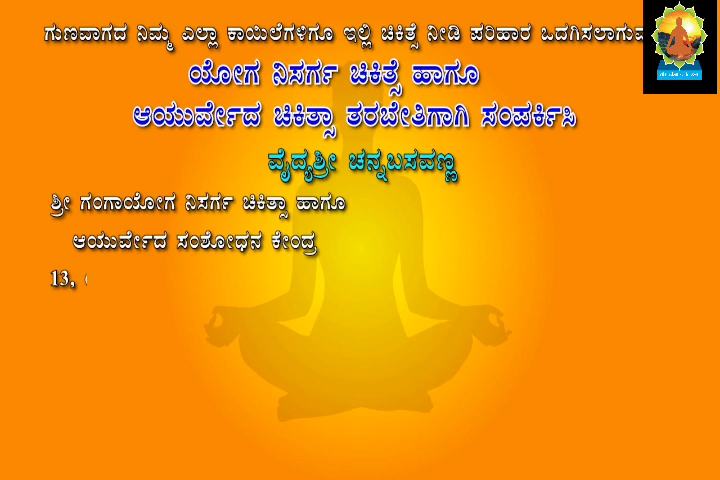 ಗುಣವಾಗದ ನಿಮ್ಮ ಎಲ್ಲಾ ಕಾಯಿಲೆಗಳಿಗೂ ಇಲ್ಲಿ ಚಿಕಿತ್ಸೆ ನೀಡಿ ಪರಿಹಾರ ಒದಗಿಸಲಾಗುವ
ಯೋಗ ನಿಸರ್ಗ ಚಿಕಿತ್ಸೆ ಹಾಗೂ
ಆಯುರ್ವೇದ ಚಿಕಿತ್ಸಾ ತರಬೇತಿಗಾಗಿ ಸಂಪರ್ಕಿಸಿ
ವೈದ್ಯಶ್ರೀ ಚನ್ನಬಸವಣ್ಣ
ಶ್ರೀ ಗಂಗಾಯೋಗ ನಿಸರ್ಗ ಚಿಕಿತ್ಸಾ ಹಾಗೂ
ಆಯುರ್ವೇದ ಸಂಶೋಧನ ಕೇಂದ್ರ
13,